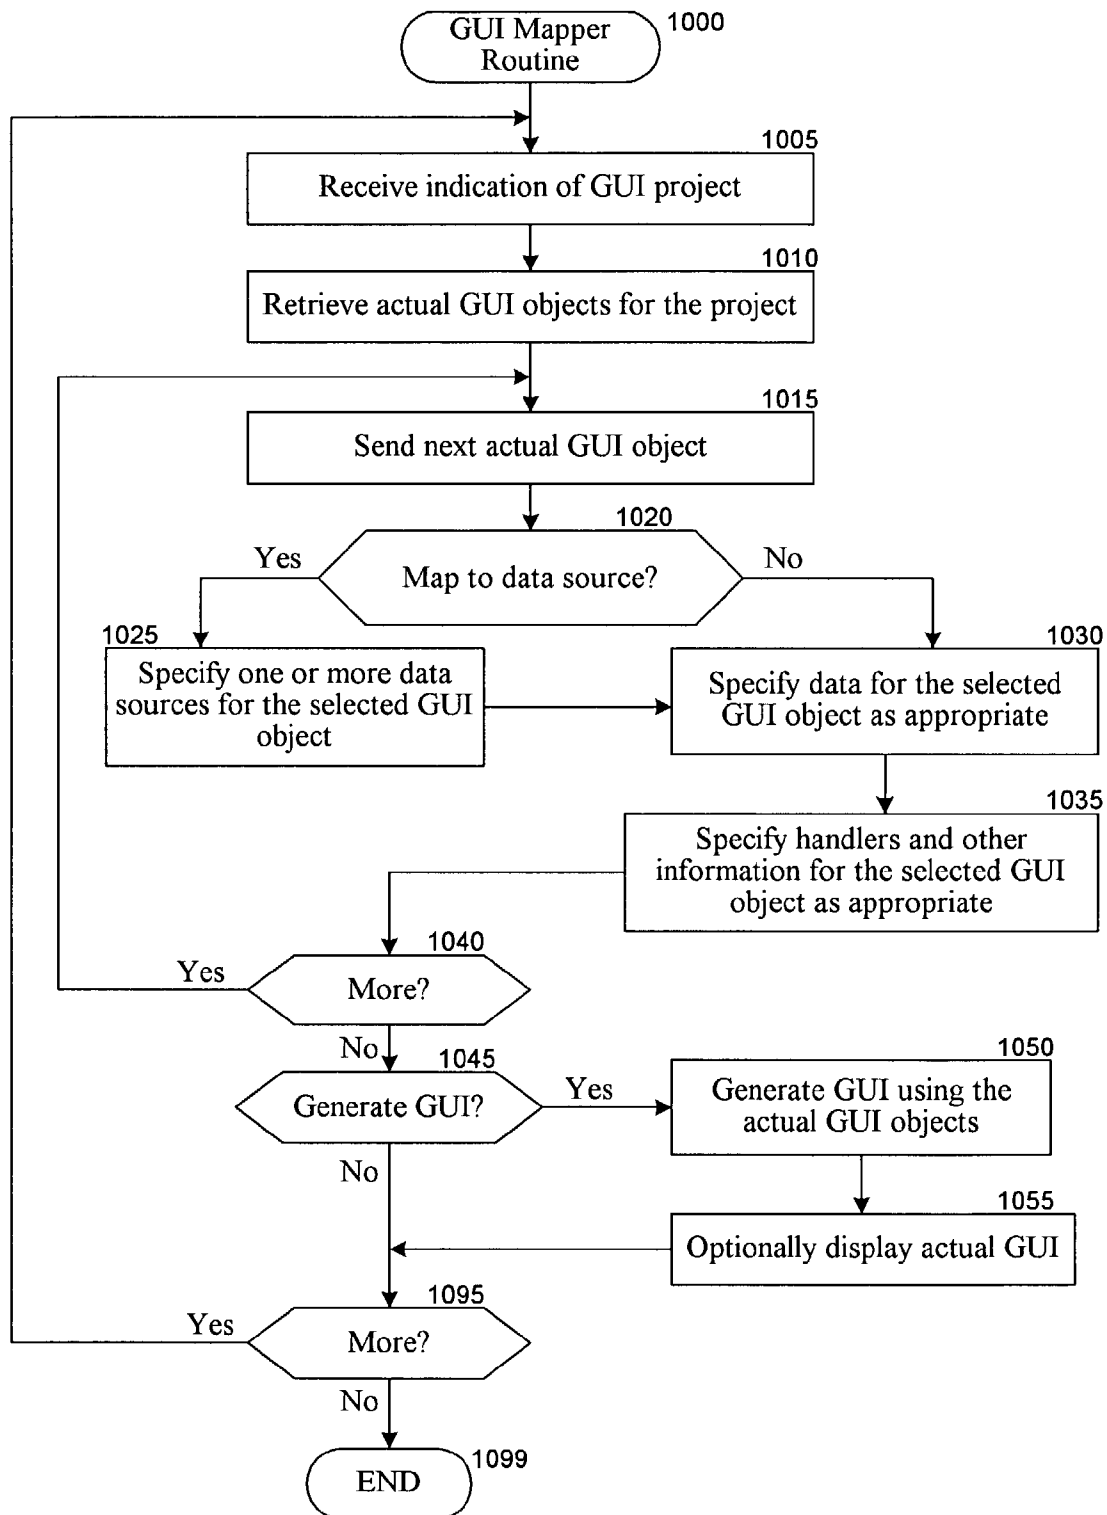 GUI Mapper
Routine
1000
1005
Receive indication of GUI project
1010
Retrieve actual GUI objects for the project
1015
Send next actual GUI object
1020
Yes
Map to data source?
No
1025
Specify one or more data
sources for the selected GUI
object
1030
Specify data for the selected
GUI object as appropriate
1035
Specify handlers and other
information for the selected GUI
object as appropriate
1040
Yes
More?
No
1045
Generate GUI?
Yes
1050
Generate GUI using the
actual GUI objects
No
1055
Optionally display actual GUI
1095
Yes
More?
No
1099
END